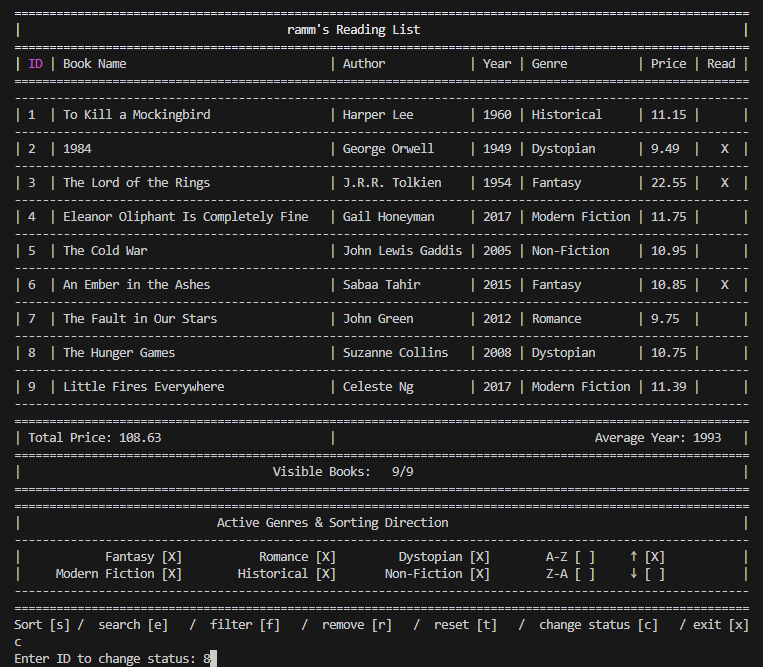 ramm's Reading List
| ID | Book Name | Author | Year | Genre | Price | Read |
| 1 | To Kill a Mockingbird | Harper Lee | 1960 | Historical | 11.15 | |
| 2 | 1984 | George Orwell | 1949 | Dystopian | 9.49 | X |
| 3 | The Lord of the Rings | J.R.R. Tolkien | 1954 | Fantasy | 22.55 | X |
| 4 | Eleanor Oliphant Is Completely Fine | Gail Honeyman | 2017 | Modern Fiction | 11.75 | |
| 5 | The Cold War | John Lewis Gaddis | 2005 | Non-Fiction | 10.95 | |
| 6 | An Ember in the Ashes | Sabaa Tahir | 2015 | Fantasy | 10.85 | X |
| 7 | The Fault in Our Stars | John Green | 2012 | Romance | 9.75 | |
| 8 | The Hunger Games | Suzanne Collins | 2008 | Dystopian | 10.75 | |
| 9 | Little Fires Everywhere | Celeste Ng | 2017 | Modern Fiction | 11.39 | |
| Total Price: 108.63 | Average Year: 1993 |
| Visible Books: 9/9 |
| Active Genres & Sorting Direction |
| Fantasy [X] Romance [X] Dystopian [X] A-Z [ ] ↑ [X] |
| Modern Fiction [X] Historical [X] Non-Fiction [X] Z-A [ ] ↓ [ ] |
Sort [s] / search [e] / filter [f] / remove [r] / reset [t] / change status [c] / exit [x]
c
Enter ID to change status: 8